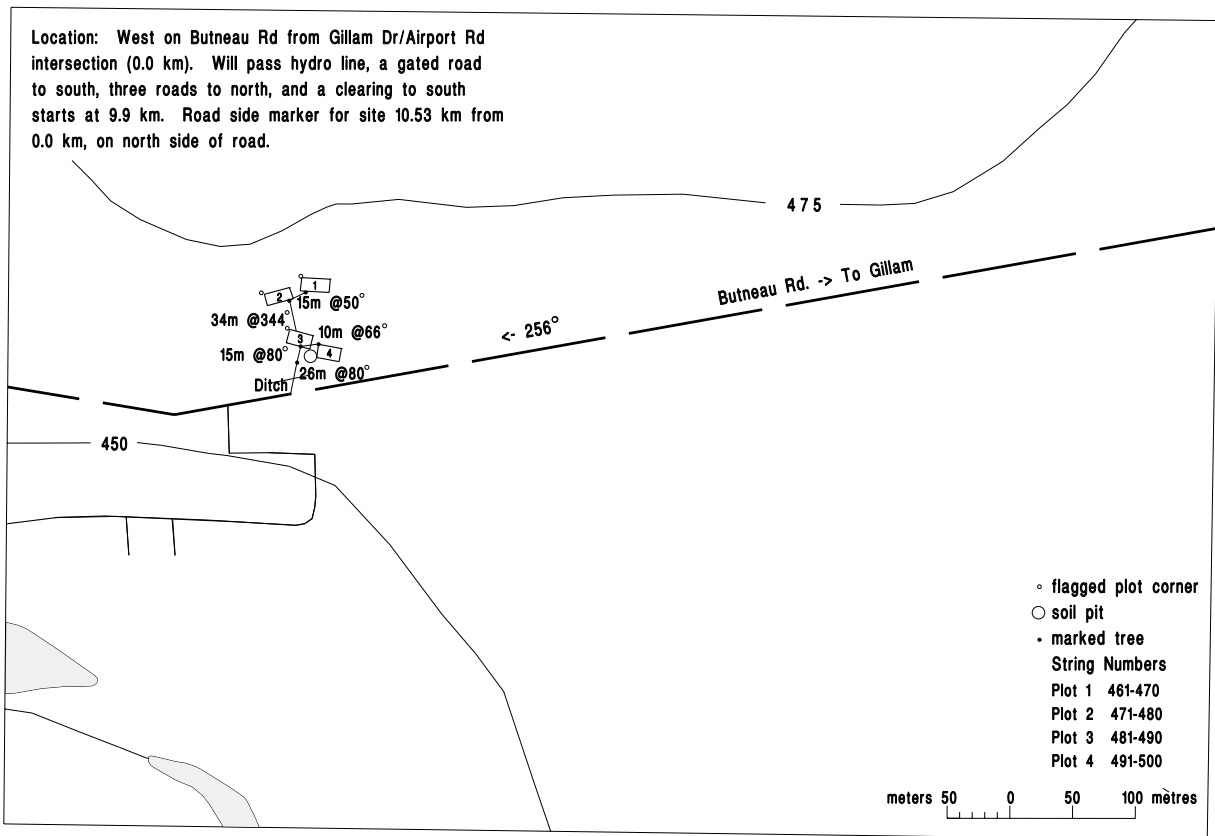 Location: West on Butneau Rd from Gillam Dr/Airport Rd
intersection (0.0 km). Will pass hydro line, a gated road
to south, three roads to north, and a clearing to south
starts at 9.9 km. Road side marker for site 10.53 km from
0.0 km, on north side of road.
475
Butneau Rd. -> To Gillam
<- 256°
1
2
15m @50°
34m @344°
10m @66°
3
4
15m @80°
26m @80°
Ditch
450
flagged plot corner
soil pit
marked tree
String Numbers
Plot 1 461-470
Plot 2 471-480
Plot 3 481-490
Plot 4 491-500
meters 50 0 50 100 mètres